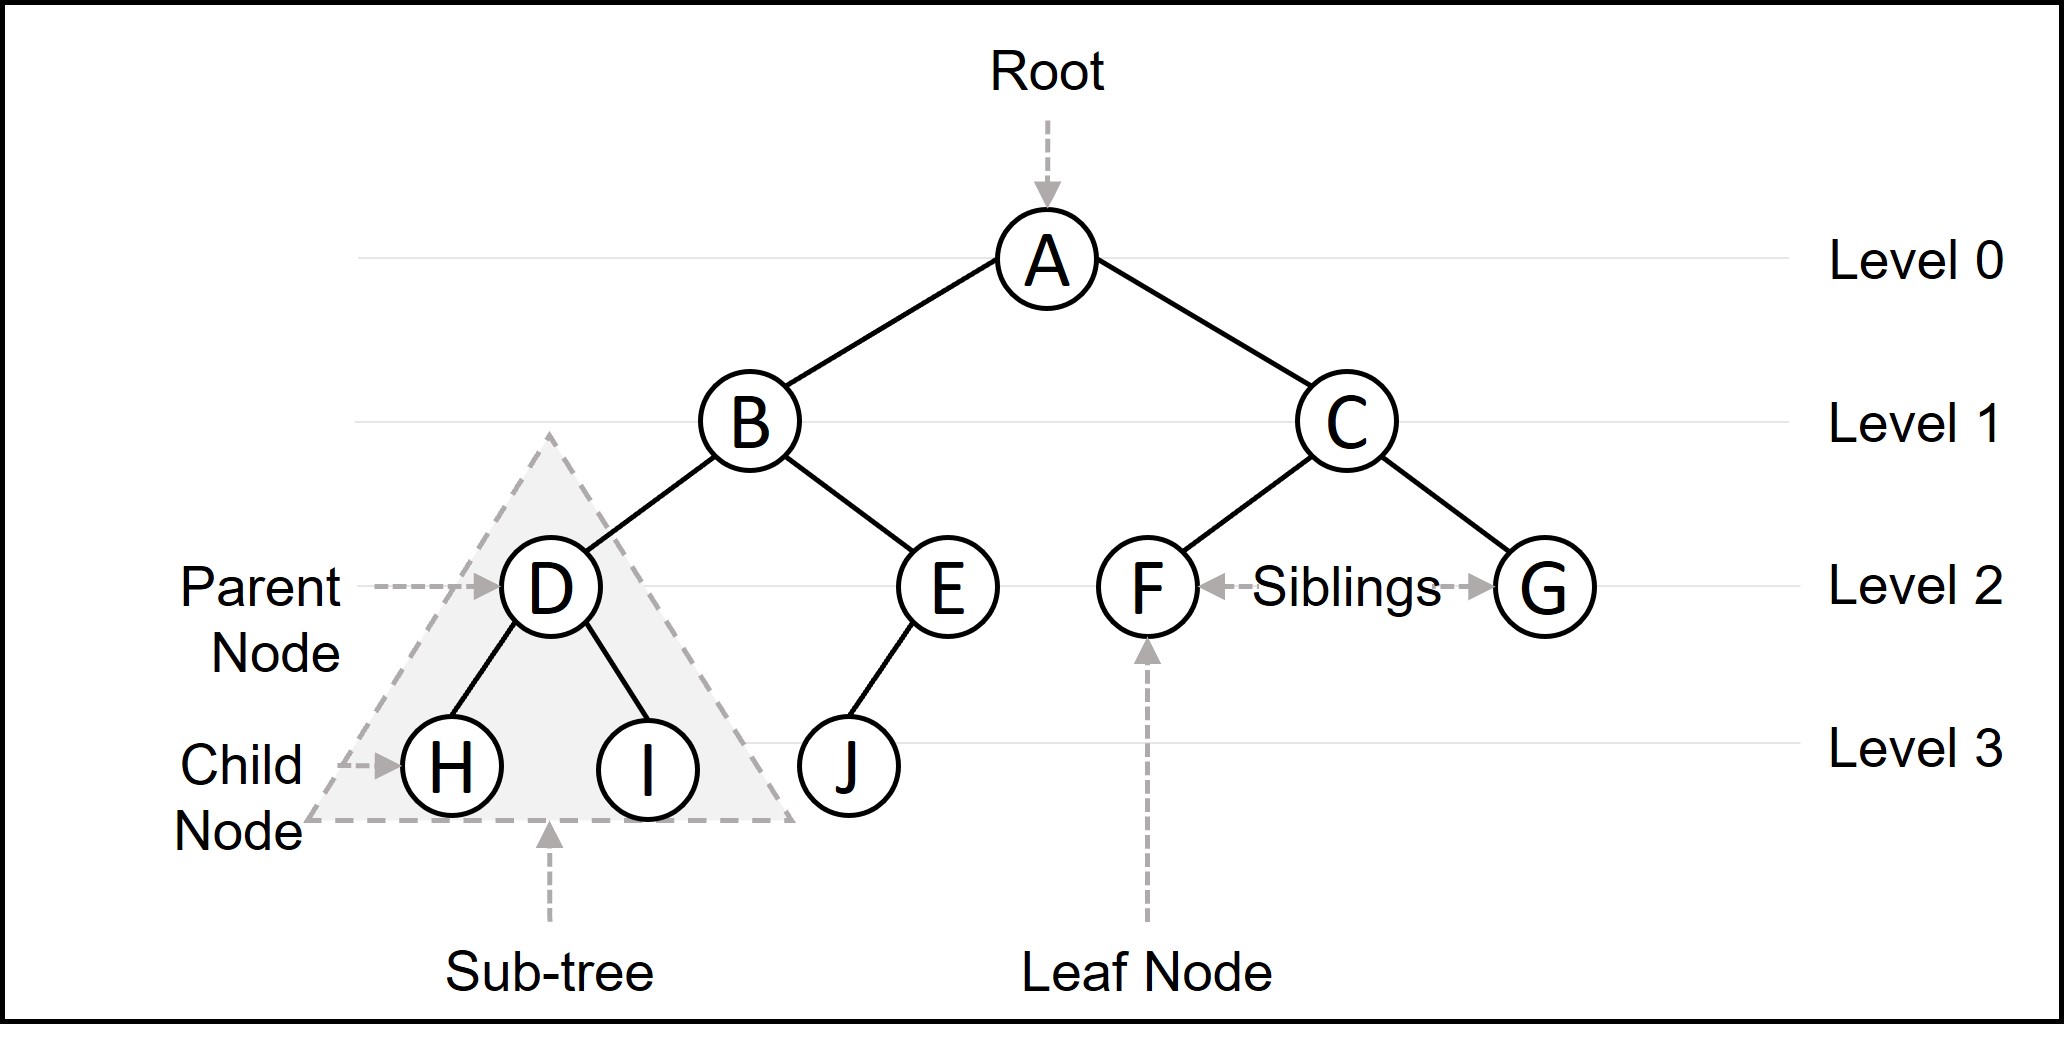 Root
A
Level 0
B
C
Level 1
Parent
Node
D
E
F
Siblings
G
Level 2
Child
Node
H
I
J
Level 3
Sub-tree
Leaf Node